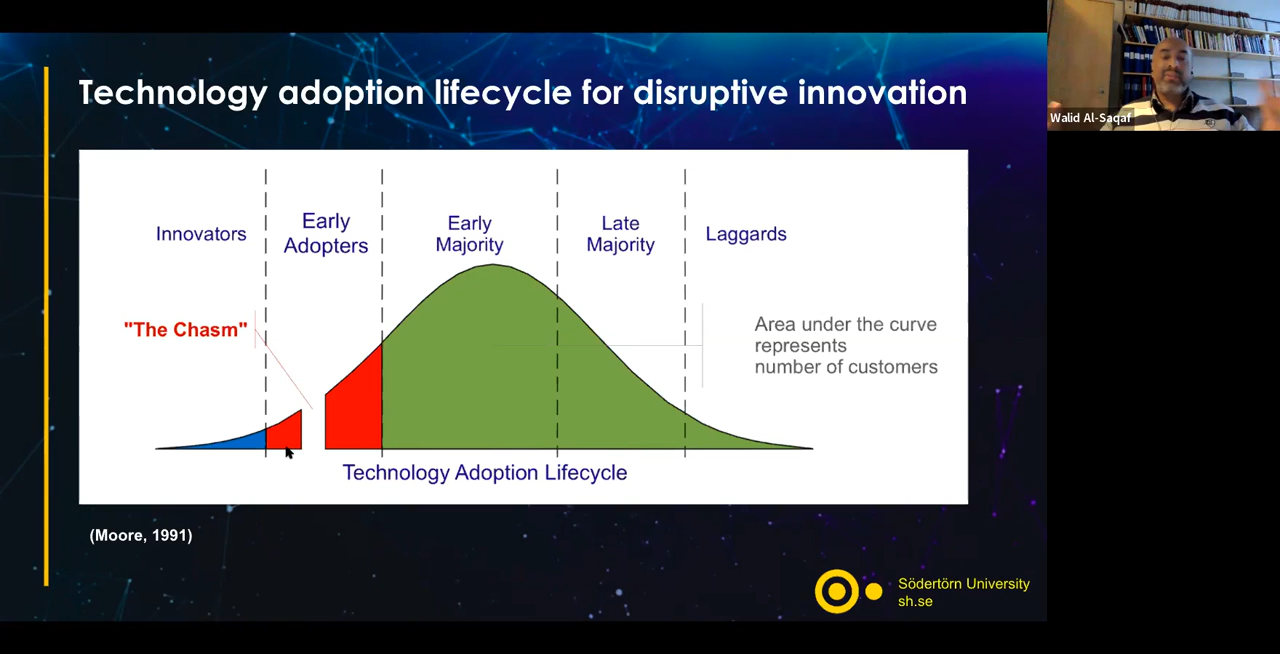 Technology adoption lifecycle for disruptive innovation
Walid Al-Saqaf
Innovators
Early
Adopters
Early
Majority
Late
Majority
Laggards
"The Chasm"
Area under the curve
represents
number of customers
Technology Adoption Lifecycle
(Moore, 1991)
Södertörn University
sh.se